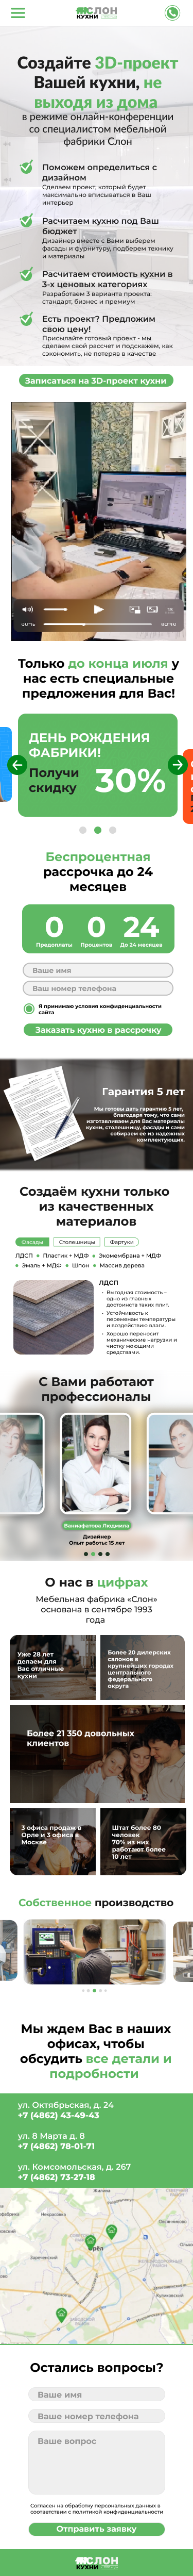 СЛОН
КУХНИ
Создайте 3D-проект
Вашей кухни, не
выходя из дома
в режиме онлайн-конференции
со специалистом мебельной
фабрики Слон
Поможем определиться с
дизайном
Сделаем проект, который будет
максимально вписываться в Ваш
интерьер
Расчитаем кухню под Ваш
бюджет
Дизайнер вместе с Вами выберем
фасады и фурнитуру, подберем технику
и материалы
Расчитаем стоимость кухни в
3-х ценовых категориях
Разработаем 3 варианта проекта:
стандарт, бизнес и премиум
Есть проект? Предложим
свою цену!
Присылайте готовый проект - мы
сделаем свой рассчет и подскажем, как
сэкономить, не потеряв в качестве
Записаться на 3D-проект кухни
Только до конца июля у
нас есть специальные
предложения для Вас!
ДЕНЬ РОЖДЕНИЯ
ФАБРИКИ!
Получи
скидку
30%
Беспроцентная
рассрочка до 24
месяцев
0 0 24
Предоплаты Процентов До 24 месяцев
Ваше имя
Ваш номер телефона
Я принимаю условия конфиденциальности
сайта
Заказать кухню в рассрочку
Гарантия 5 лет
Мы готовы дать гарантию 5 лет,
благодаря тому, что сами
изготавливаем для Вас материалы
кухни, столешницу, фасады и сами
собираем ее из надежных
комплектующих.
Создаём кухни только
из качественных
материалов
Фасады Столешницы Фартуки
ЛДСП Пластик + МДФ Экомембрана + МДФ
Эмаль + МДФ Шпон Массив дерева
ЛДСП
Выгодная стоимость –
одно из главных
достоинств таких плит.
Устойчивость к
переменам температуры
и воздействию влаги.
Хорошо переносит
механические нагрузки и
чистку моющими
средствами.
С Вами работают
профессионалы
Ваннафатова Людмила
Дизайнер
Опыт работы: 15 лет
О нас в цифрах
Мебельная фабрика «Слон»
основана в сентябре 1993
года
Уже 28 лет
делаем для
Вас отличные
кухни
Более 20 дилерских
салонов в
крупнейших городах
центрального
федерального
округа
Более 21 350 довольных
клиентов
3 офиса продаж в
Орле и 3 офиса в
Москве
Штат более 80
человек
70% из них
работают более
10 лет
Собственное производство
Мы ждем Вас в наших
офисах, чтобы
обсудить все детали и
подробности
ул. Октябрьская, д. 24
+7 (4862) 43-49-43
ул. 8 Марта д. 8
+7 (4862) 78-01-71
ул. Комсомольская, д. 267
+7 (4862) 73-27-18
Орёл
Остались вопросы?
Ваше имя
Ваше номер телефона
Ваше вопрос
Согласен на обработку персональных данных в
соответствии с политикой конфиденциальности
Отправить заявку
СЛОН
КУХНИ